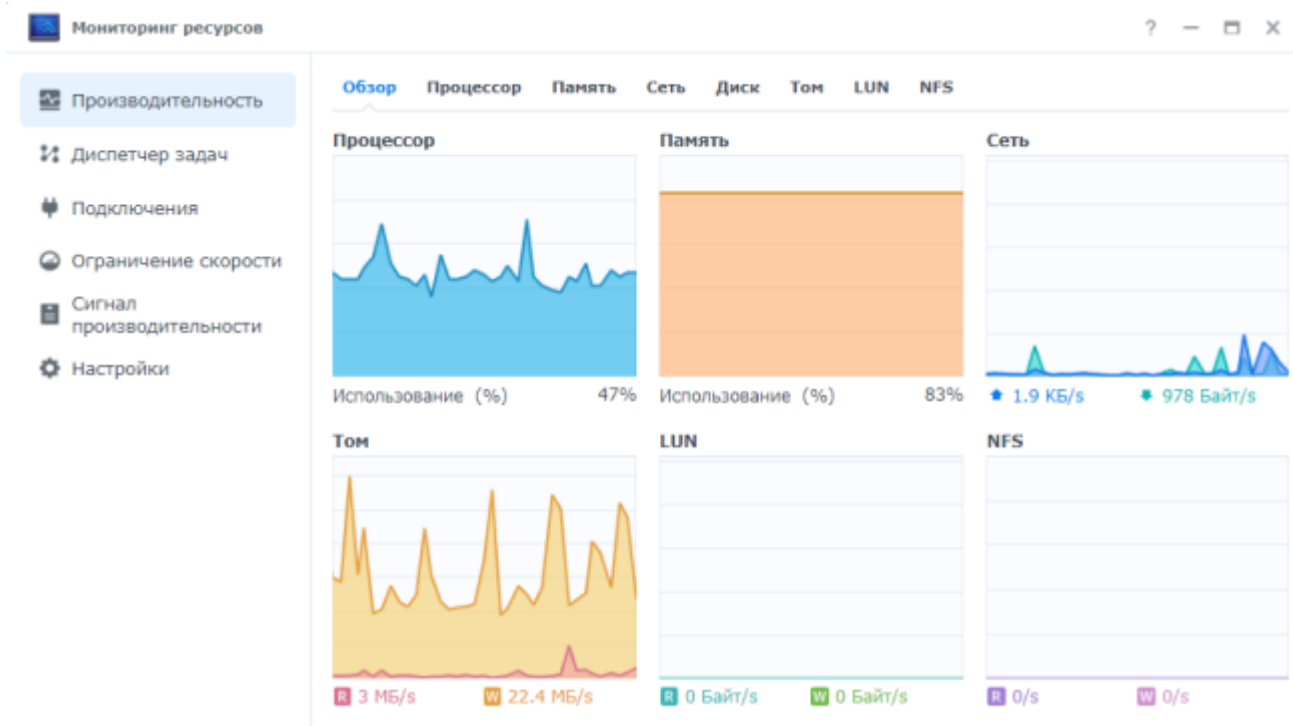 Мониторинг ресурсов
?
Производительность
Диспетчер задач
Подключения
Ограничение скорости
Сигнал
производительности
Настройки
Обзор Процессор Память Сеть Диск Том LUN NFS
Процессор
Использование (%) 47%
Память
Использование (%) 83%
Сеть
1.9 КБ/s 978 Байт/s
Том
R 3 МБ/s W 22.4 МБ/s
LUN
R 0 Байт/s W 0 Байт/s
NFS
R 0/s W 0/s